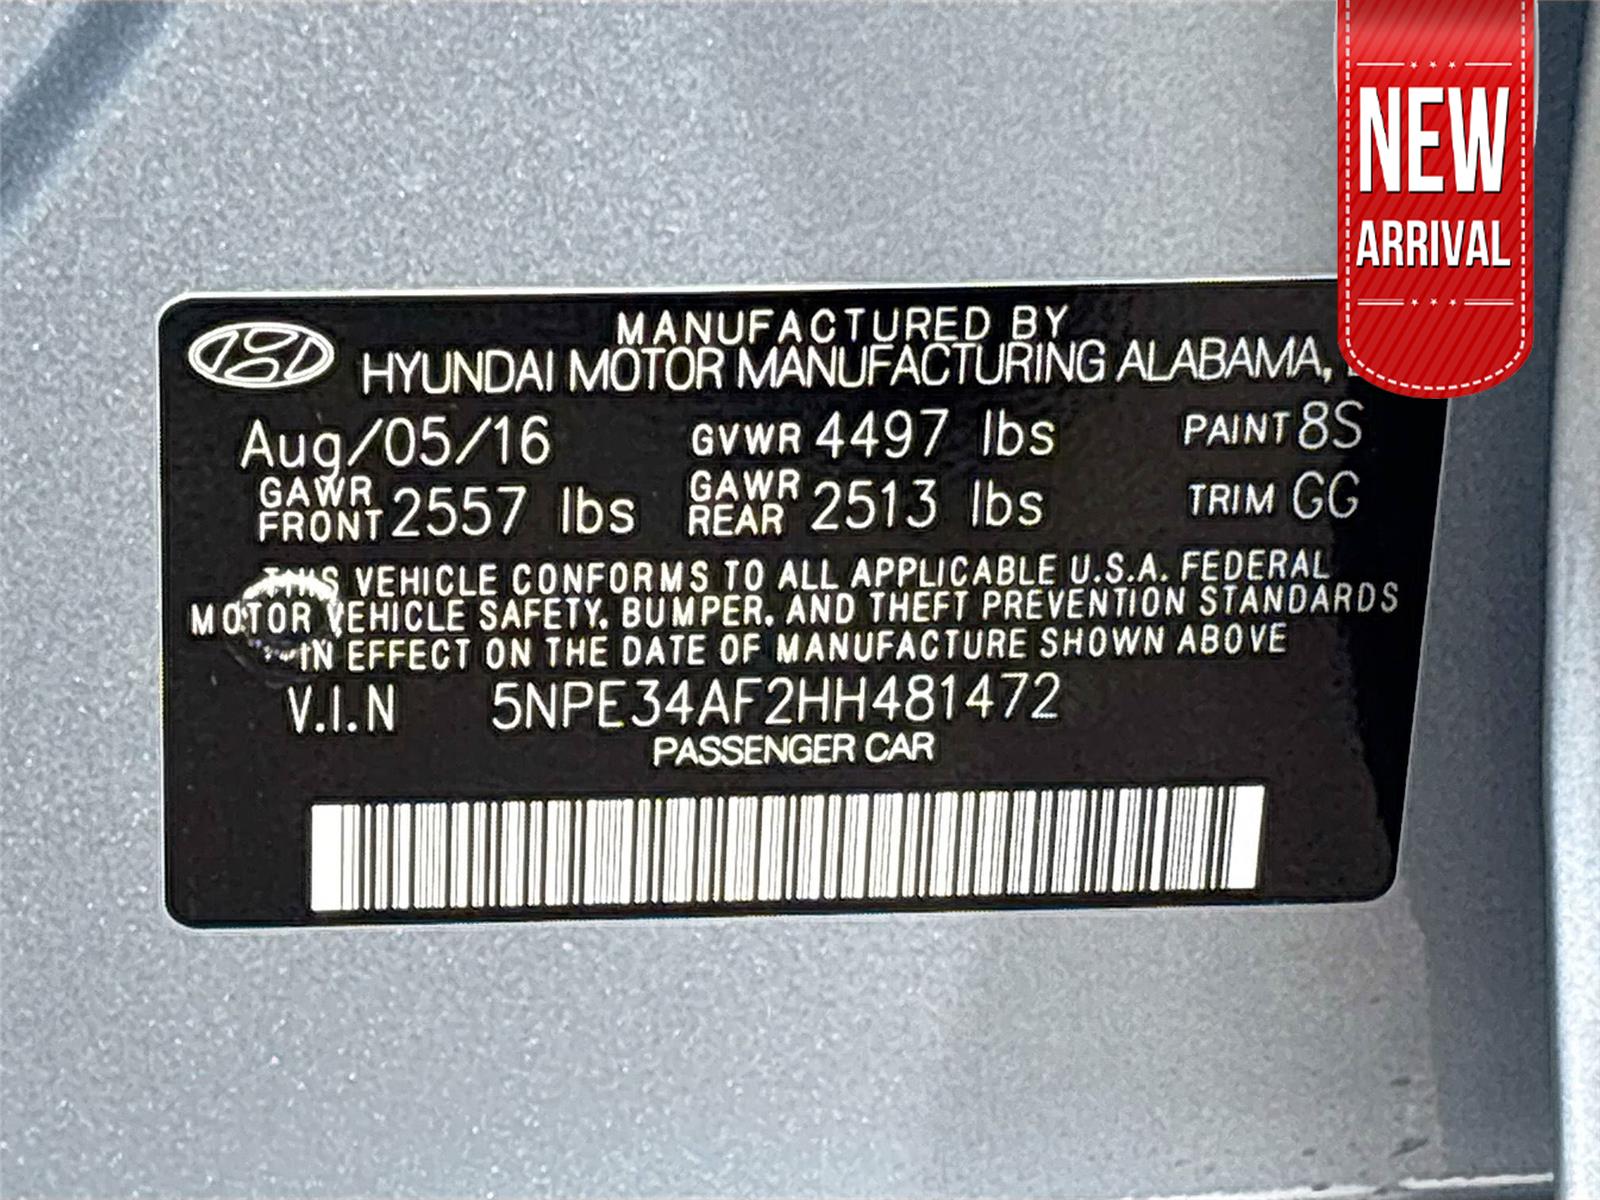 NEW
ARRIVAL
MANUFACTURED BY
HYUNDAI MOTOR MANUFACTURING ALABAMA,
Aug/05/16 GVWR 4497 lbs PAINT 8S
GAWR FRONT 2557 lbs GAWR REAR 2513 lbs TRIM GG
THIS VEHICLE CONFORMS TO ALL APPLICABLE U.S.A. FEDERAL
MOTOR VEHICLE SAFETY, BUMPER, AND THEFT PREVENTION STANDARDS
IN EFFECT ON THE DATE OF MANUFACTURE SHOWN ABOVE
V.I.N 5NPE34AF2HH481472
PASSENGER CAR